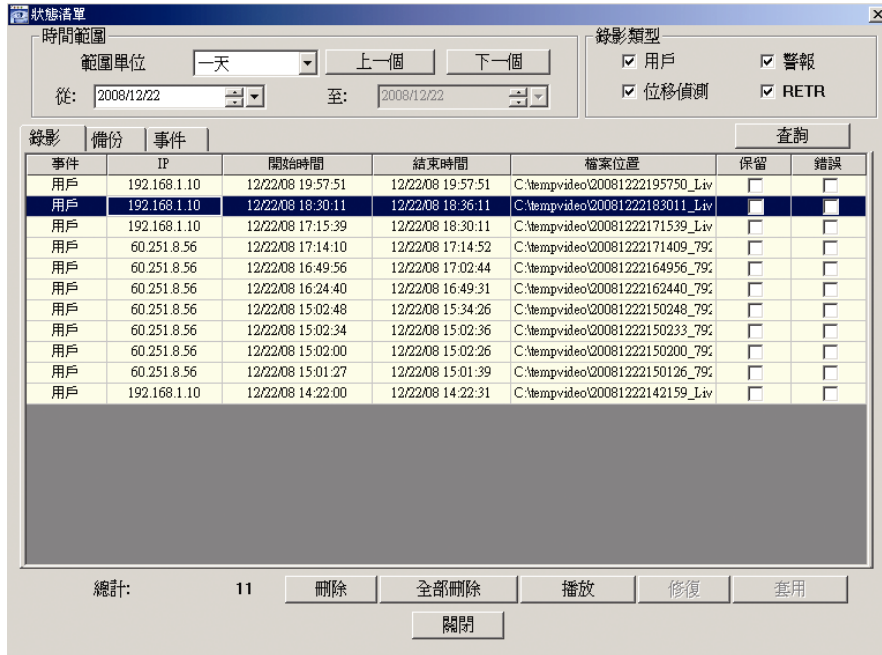 狀態清單
時間範圍
錄影類型
範圍單位 一天 上一個 下一個
用戶 警報
從: 2008/12/22 至: 2008/12/22
位移偵測 RETR
錄影 備份 事件 查詢
事件 IP 開始時間 結束時間 檔案位置 保留 錯誤
用戶 192.168.1.10 12/22/08 19:57:51 12/22/08 19:57:51 C:\tempvideo\20081222195750_Liv
用戶 192.168.1.10 12/22/08 18:30:11 12/22/08 18:36:11 C:\tempvideo\20081222183011_Liv
用戶 192.168.1.10 12/22/08 17:15:39 12/22/08 18:30:11 C:\tempvideo\20081222171539_Liv
用戶 60.251.8.56 12/22/08 17:14:10 12/22/08 17:14:52 C:\tempvideo\20081222171409_792
用戶 60.251.8.56 12/22/08 16:49:56 12/22/08 17:02:44 C:\tempvideo\20081222164956_792
用戶 60.251.8.56 12/22/08 16:24:40 12/22/08 16:49:31 C:\tempvideo\20081222162440_792
用戶 60.251.8.56 12/22/08 15:02:48 12/22/08 15:34:26 C:\tempvideo\20081222150248_792
用戶 60.251.8.56 12/22/08 15:02:34 12/22/08 15:02:36 C:\tempvideo\20081222150233_792
用戶 60.251.8.56 12/22/08 15:02:00 12/22/08 15:02:26 C:\tempvideo\20081222150200_792
用戶 60.251.8.56 12/22/08 15:01:27 12/22/08 15:01:39 C:\tempvideo\20081222150126_792
用戶 192.168.1.10 12/22/08 14:22:00 12/22/08 14:22:31 C:\tempvideo\20081222142159_Liv
總計: 11 刪除 全部刪除 播放 修復 套用
關閉